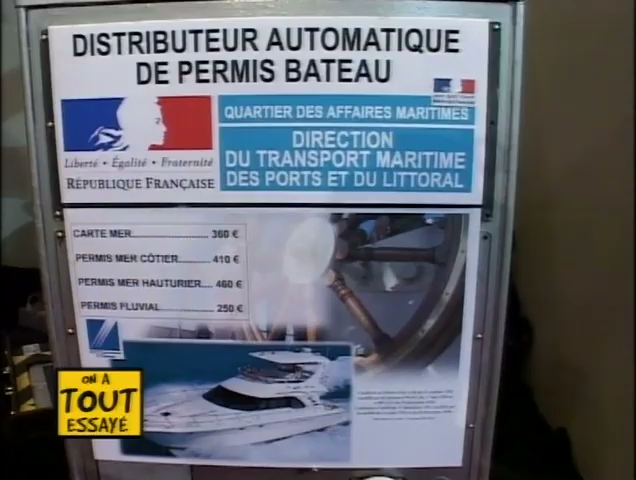 DISTRIBUTEUR AUTOMATIQUE
DE PERMIS BATEAU
Liberté • Égalité • Fraternité
RÉPUBLIQUE FRANÇAISE
QUARTIER DES AFFAIRES MARITIMES
DIRECTION
DU TRANSPORT MARITIME
DES PORTS ET DU LITTORAL
CARTE MER.................... 360 €
PERMIS MER CÔTIER......... 410 €
PERMIS MER HAUTURIER.... 460 €
PERMIS FLUVIAL............... 250 €
ON A
TOUT
ESSAYÉ